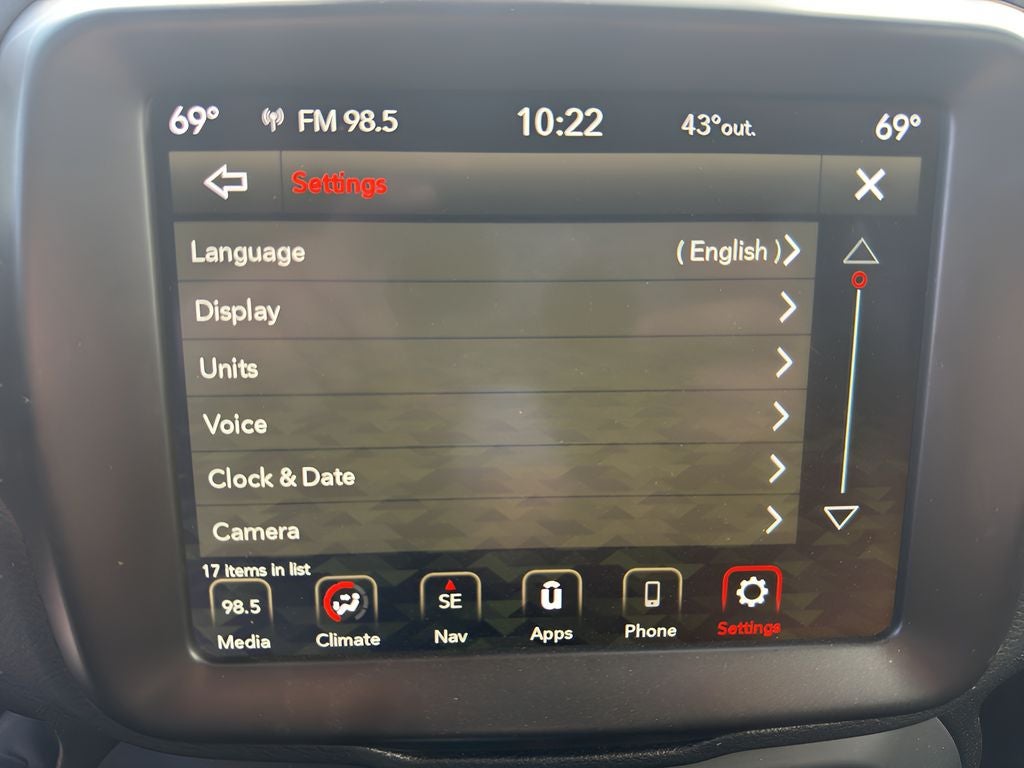 69° FM 98.5 10:22 43°out. 69°
Settings
Language (English)
Display
Units
Voice
Clock & Date
Camera
17 items in list
98.5 SE u
Media Climate Nav Apps Phone Settings